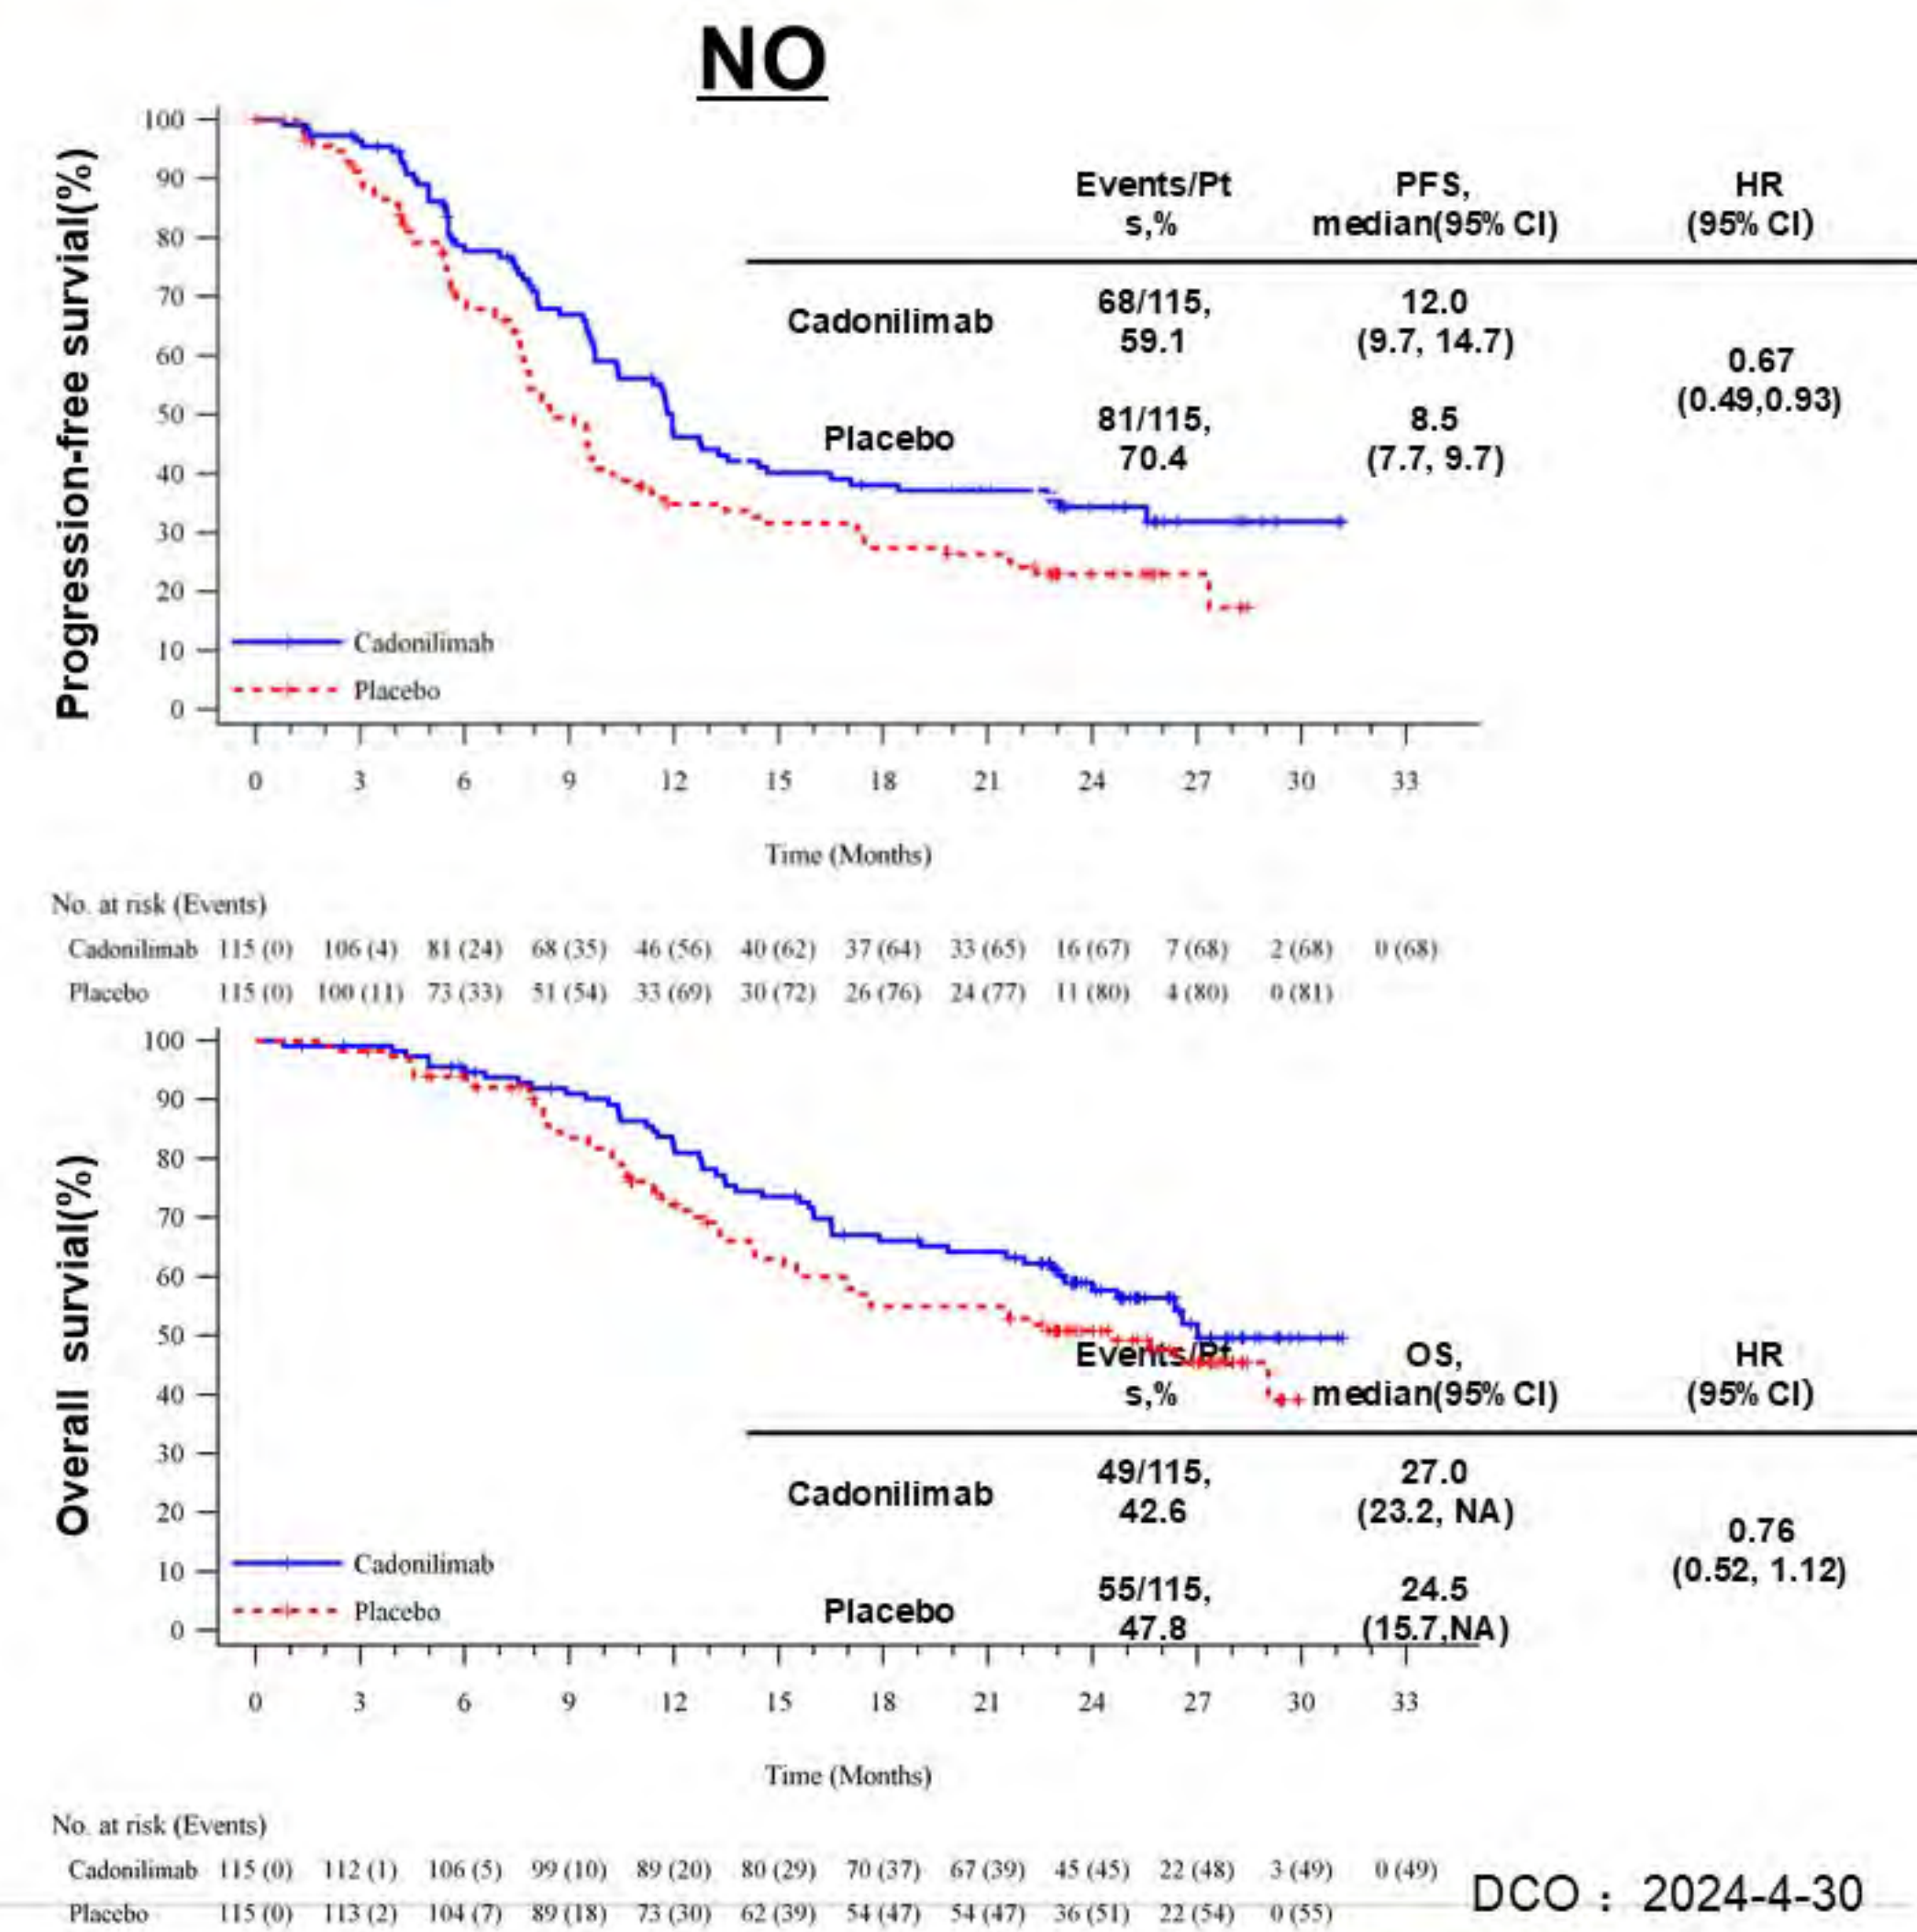 NO
Progression-free survial(%)
100
90
80
70
60
50
40
30
20
10
0
Events/Pt PFS, HR
s,% median(95% CI) (95% CI)
Cadonilimab
68/115,
59.1
12.0
(9.7, 14.7)
0.67
(0.49,0.93)
Placebo
81/115,
70.4
8.5
(7.7, 9.7)
Cadonilimab
Placebo
0 3 6 9 12 15 18 21 24 27 30 33
Time (Months)
No. at risk (Events)
Cadonilimab 115 (0) 106 (4) 81 (24) 68 (35) 46 (56) 40 (62) 37 (64) 33 (65) 16 (67) 7 (68) 2 (68) 0 (68)
Placebo 115 (0) 100 (11) 73 (33) 51 (54) 33 (69) 30 (72) 26 (76) 24 (77) 11 (80) 4 (80) 0 (81)
Overall survial(%)
100
90
80
70
60
50
40
30
20
10
0
Events/Pt OS, HR
s,% median(95% CI) (95% CI)
Cadonilimab
49/115,
42.6
27.0
(23.2, NA)
0.76
(0.52, 1.12)
Placebo
55/115,
47.8
24.5
(15.7,NA)
Cadonilimab
Placebo
0 3 6 9 12 15 18 21 24 27 30 33
Time (Months)
No. at risk (Events)
Cadonilimab 115 (0) 112 (1) 106 (5) 99 (10) 89 (20) 80 (29) 70 (37) 67 (39) 45 (45) 22 (48) 3 (49) 0 (49)
Placebo 115 (0) 113 (2) 104 (7) 89 (18) 73 (30) 62 (39) 54 (47) 54 (47) 36 (51) 22 (54) 0 (55)
DCO：2024-4-30